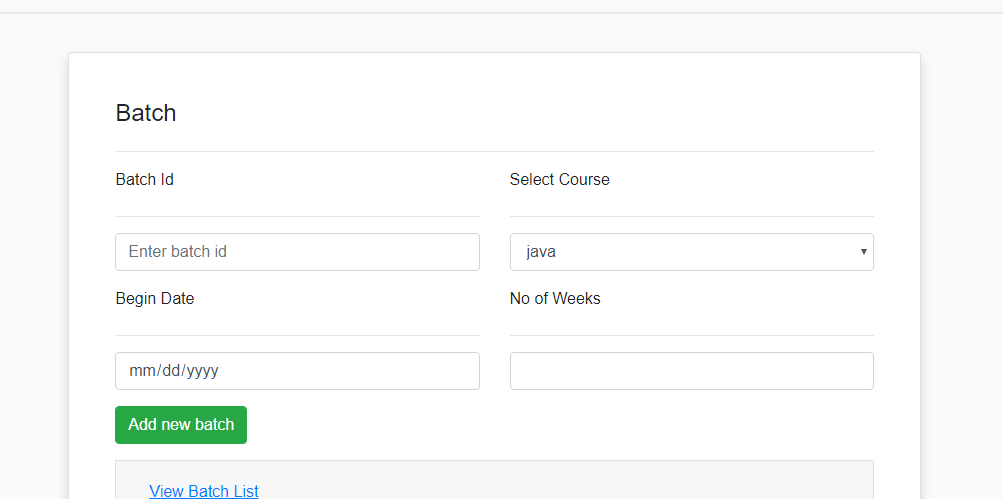 Batch
Batch Id
Select Course
Enter batch id
java
Begin Date
No of Weeks
mm/dd/yyyy
Add new batch
View Batch List